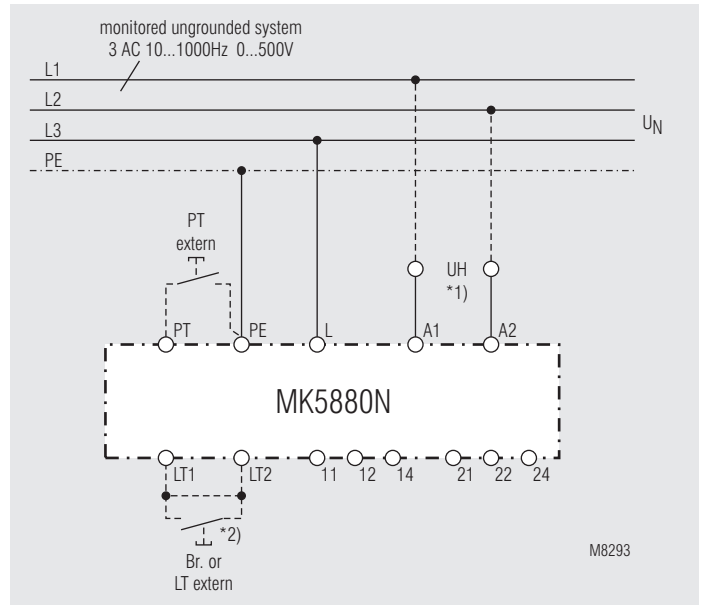 monitored ungrounded system
3 AC 10...1000Hz 0...500V
L1
L2
L3
UN
PE
PT
extern
UH
*1)
PT
PE
L
A1
A2
MK5880N
LT1
LT2
11
12
14
21
22
24
*2)
Br. or
LT extern
M8293